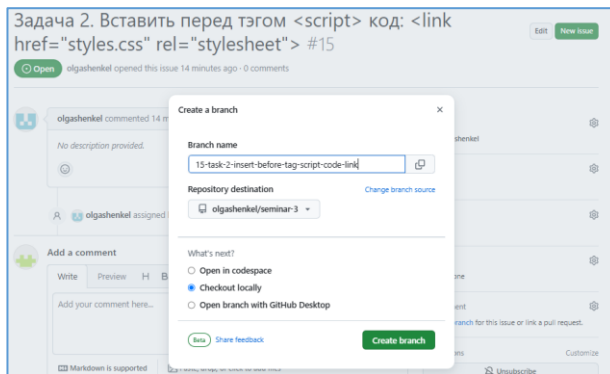 Задача 2. Вставить перед тэгом <script> код: <link
href="styles.css" rel="stylesheet"> #15
Edit New issue
Open olgashenkel opened this issue 14 minutes ago · 0 comments
olgashenkel commented 14 m
No description provided.
olgashenkel assigned
Add a comment
Write Preview H B
Add your comment here...
Markdown is supported
Create a branch
Branch name
15-task-2-insert-before-tag-script-code-link
Repository destination Change branch source
olgashenkel/seminar-3
What's next?
Open in codespace
Checkout locally
Open branch with GitHub Desktop
Beta Share feedback Create branch
shenkel
one
ent
branch for this issue or link a pull request.
ons Customize
Unsubscribe